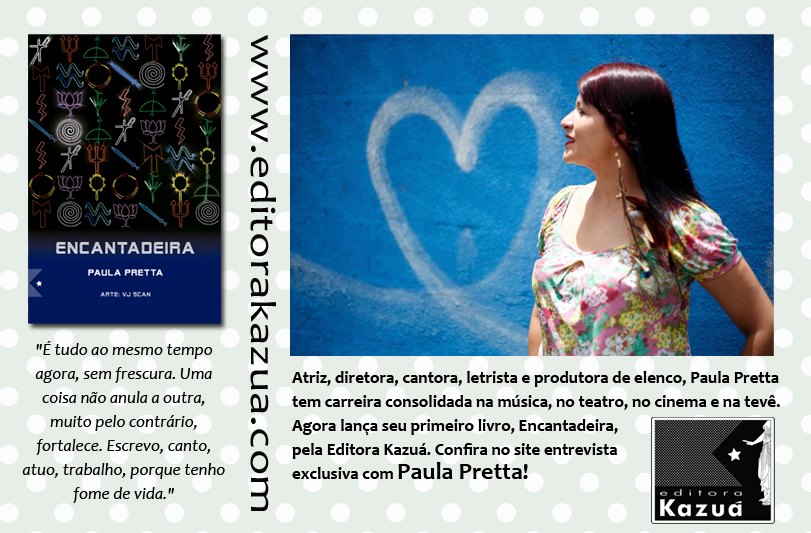 ENCANTADEIRA
PAULA PRETTA
ARTE: VJ SCAN
"É tudo ao mesmo tempo
agora, sem frescura. Uma
coisa não anula a outra,
muito pelo contrário,
fortalece. Escrevo, canto,
atuo, trabalho, porque tenho
fome de vida."
www.editorakazua.com
Atriz, diretora, cantora, letrista e produtora de elenco, Paula Pretta
tem carreira consolidada na música, no teatro, no cinema e na tevê.
Agora lança seu primeiro livro, Encantadeira,
pela Editora Kazuá. Confira no site entrevista
exclusiva com Paula Pretta!
editora
Kazuá